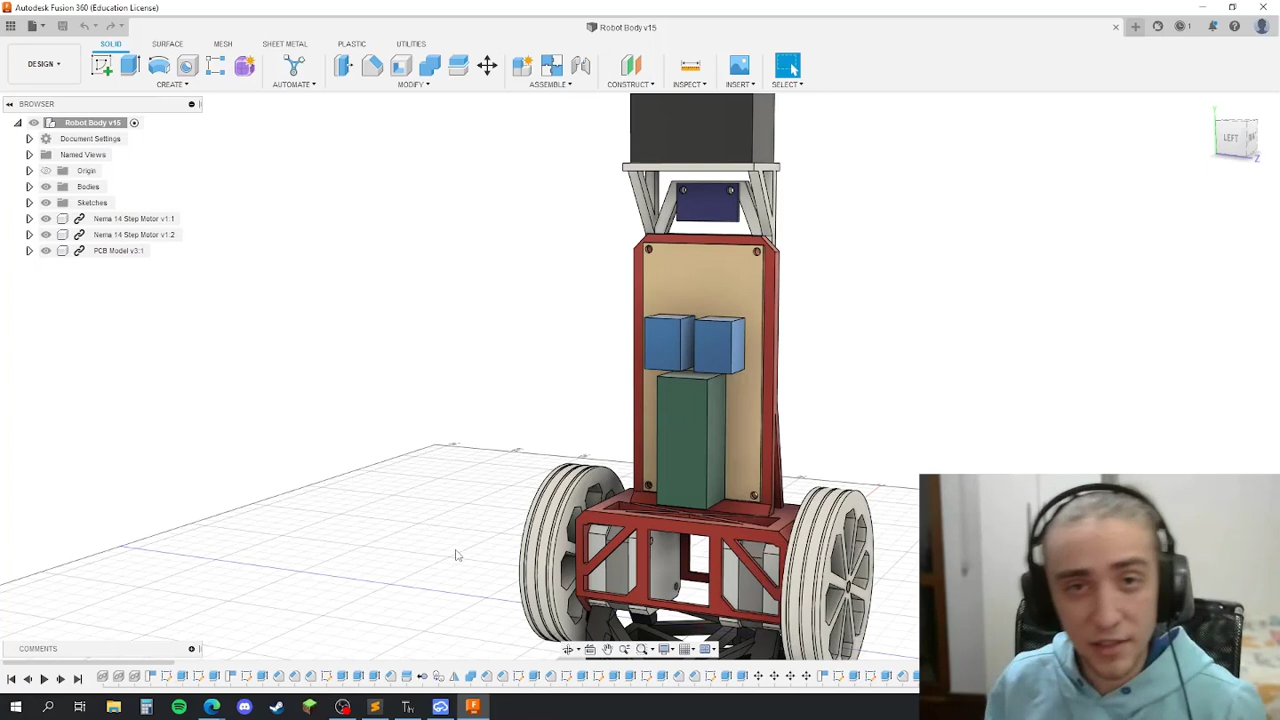 Autodesk Fusion 360 (Education License)
Robot Body v15
1
DESIGN
SOLID
SURFACE
MESH
SHEET METAL
PLASTIC
UTILITIES
CREATE
AUTOMATE
MODIFY
ASSEMBLE
CONSTRUCT
INSPECT
INSERT
SELECT
BROWSER
Robot Body v15
Document Settings
Named Views
Origin
Bodies
Sketches
Nema 14 Step Motor v1:1
Nema 14 Step Motor v1:2
PCB Model v3:1
Y
LEFT
Z
COMMENTS